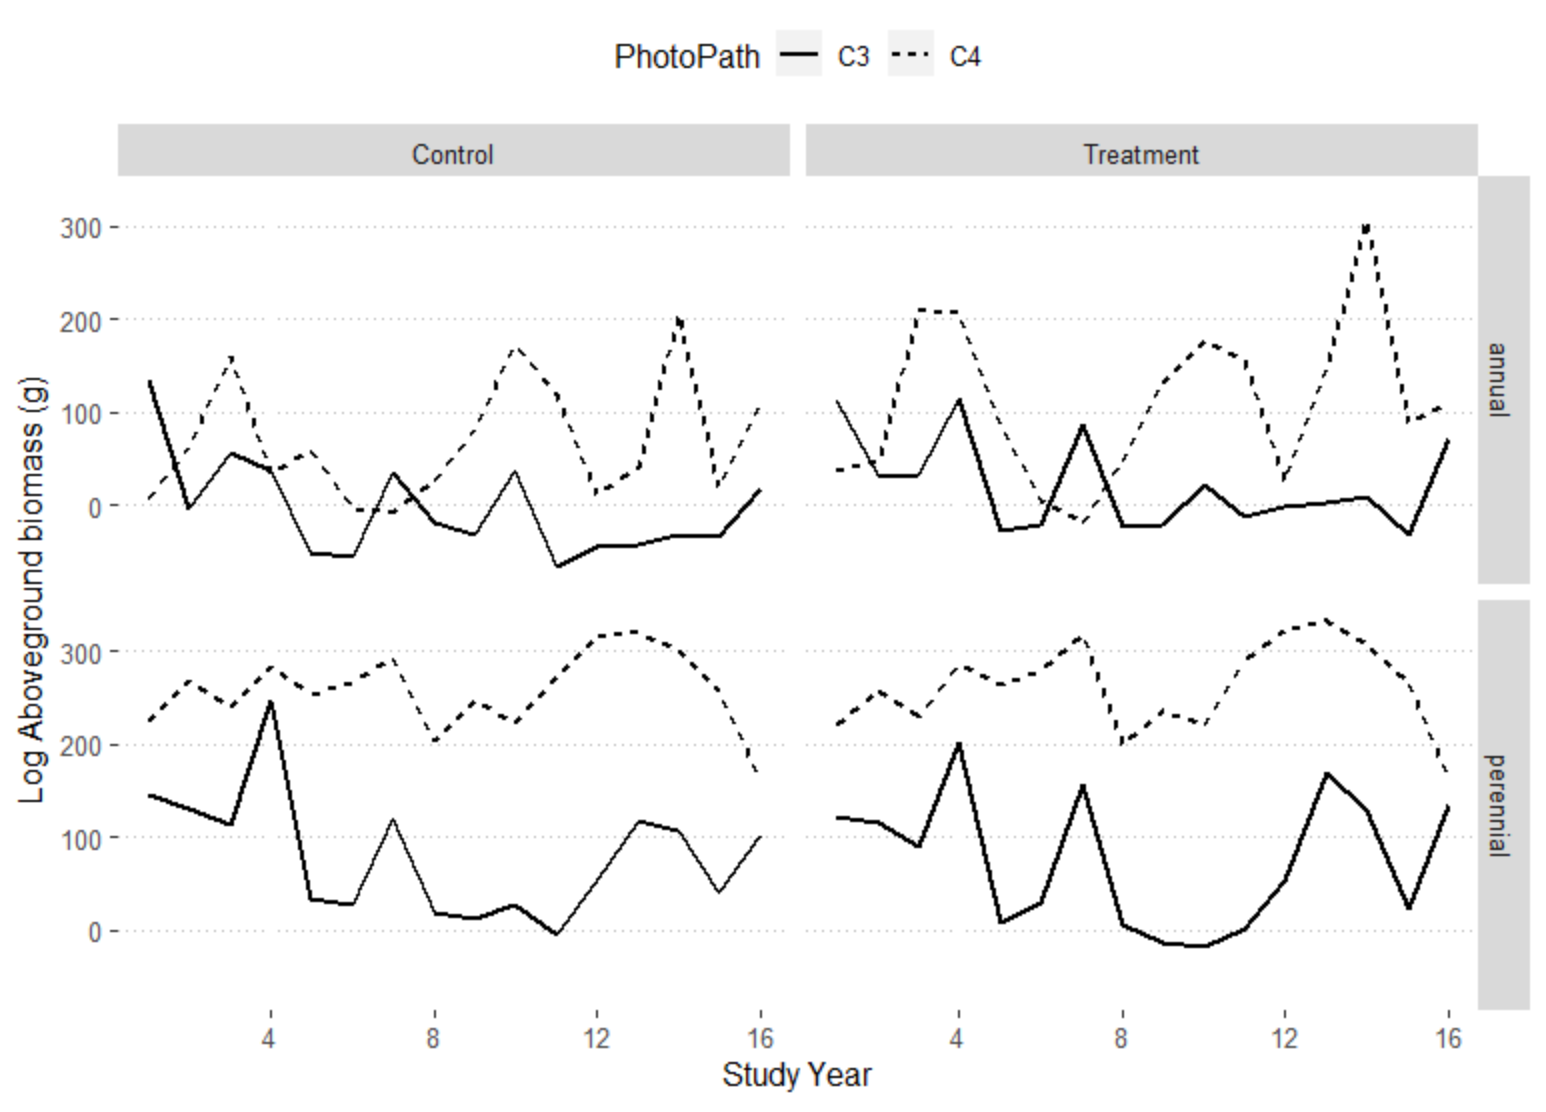 PhotoPath C3 C4
Control Treatment
300
200
100
0
annual
300
200
100
0
perennial
Log Aboveground biomass (g)
4 8 12 16 4 8 12 16
Study Year